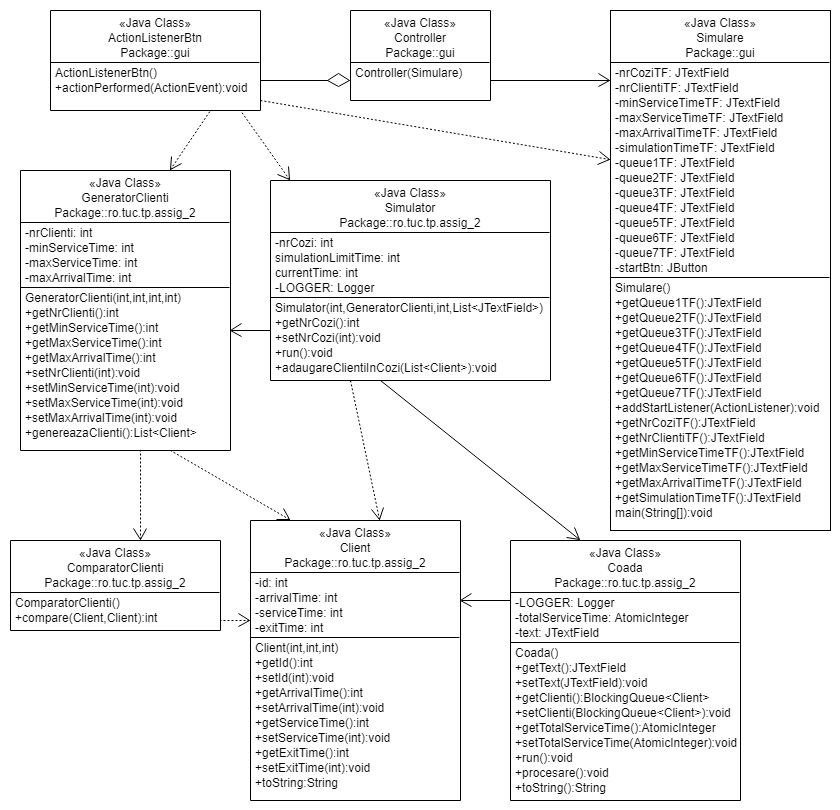 «Java Class»
ActionListenerBtn
Package::gui
ActionListenerBtn()
+actionPerformed(ActionEvent):void
«Java Class»
Controller
Package::gui
Controller(Simulare)
«Java Class»
Simulare
Package::gui
-nrCoziTF: JTextField
-nrClientiTF: JTextField
-minServiceTimeTF: JTextField
-maxServiceTimeTF: JTextField
-maxArrivalTimeTF: JTextField
-simulationTimeTF: JTextField
-queue1TF: JTextField
-queue2TF: JTextField
-queue3TF: JTextField
-queue4TF: JTextField
-queue5TF: JTextField
-queue6TF: JTextField
-queue7TF: JTextField
-startBtn: JButton
Simulare()
+getQueue1TF():JTextField
+getQueue2TF():JTextField
+getQueue3TF():JTextField
+getQueue4TF():JTextField
+getQueue5TF():JTextField
+getQueue6TF():JTextField
+getQueue7TF():JTextField
+addStartListener(ActionListener):void
+getNrCoziTF():JTextField
+getNrClientiTF():JTextField
+getMinServiceTimeTF():JTextField
+getMaxServiceTimeTF():JTextField
+getMaxArrivalTimeTF():JTextField
+getSimulationTimeTF():JTextField
main(String[]):void
«Java Class»
GeneratorClienti
Package::ro.tuc.tp.assig_2
-nrClienti: int
-minServiceTime: int
-maxServiceTime: int
-maxArrivalTime: int
GeneratorClienti(int,int,int,int)
+getNrClienti():int
+getMinServiceTime():int
+getMaxServiceTime():int
+getMaxArrivalTime():int
+setNrClienti(int):void
+setMinServiceTime(int):void
+setMaxServiceTime(int):void
+setMaxArrivalTime(int):void
+genereazaClienti():List<Client>
«Java Class»
Simulator
Package::ro.tuc.tp.assig_2
-nrCozi: int
simulationLimitTime: int
currentTime: int
-LOGGER: Logger
Simulator(int,GeneratorClienti,int,List<JTextField>)
+getNrCozi():int
+setNrCozi(int):void
+run():void
+adaugareClientiInCozi(List<Client>):void
«Java Class»
ComparatorClienti
Package::ro.tuc.tp.assig_2
ComparatorClienti()
+compare(Client,Client):int
«Java Class»
Client
Package::ro.tuc.tp.assig_2
-id: int
-arrivalTime: int
-serviceTime: int
-exitTime: int
Client(int,int,int)
+getId():int
+setId(int):void
+getArrivalTime():int
+setArrivalTime(int):void
+getServiceTime():int
+setServiceTime(int):void
+getExitTime():int
+setExitTime(int):void
+toString:String
«Java Class»
Coada
Package::ro.tuc.tp.assig_2
-LOGGER: Logger
-totalServiceTime: AtomicInteger
-text: JTextField
Coada()
+getText():JTextField
+setText(JTextField):void
+getClienti():BlockingQueue<Client>
+setClienti(BlockingQueue<Client>):void
+getTotalServiceTime():AtomicInteger
+setTotalServiceTime(AtomicInteger):void
+run():void
+procesare():void
+toString():String